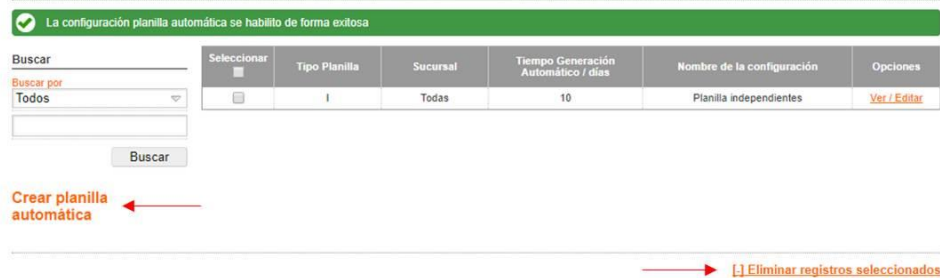 La configuración planilla automática se habilito de forma exitosa
Buscar
Buscar por
Todos
Buscar
Crear planilla
automática
Seleccionar Tipo Planilla Sucursal Tiempo Generación Automático / días Nombre de la configuración Opciones
I Todas 10 Planilla independientes Ver / Editar
[-] Eliminar registros seleccionados